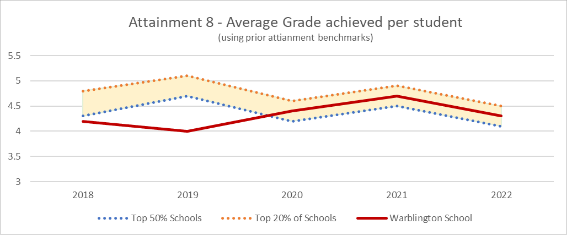 Attainment 8 - Average Grade achieved per student
(using prior attianment benchmarks)
5.5
5
4.5
4
3.5
3
2018 2019 2020 2021 2022
Top 50% Schools Top 20% of Schools Warblington School